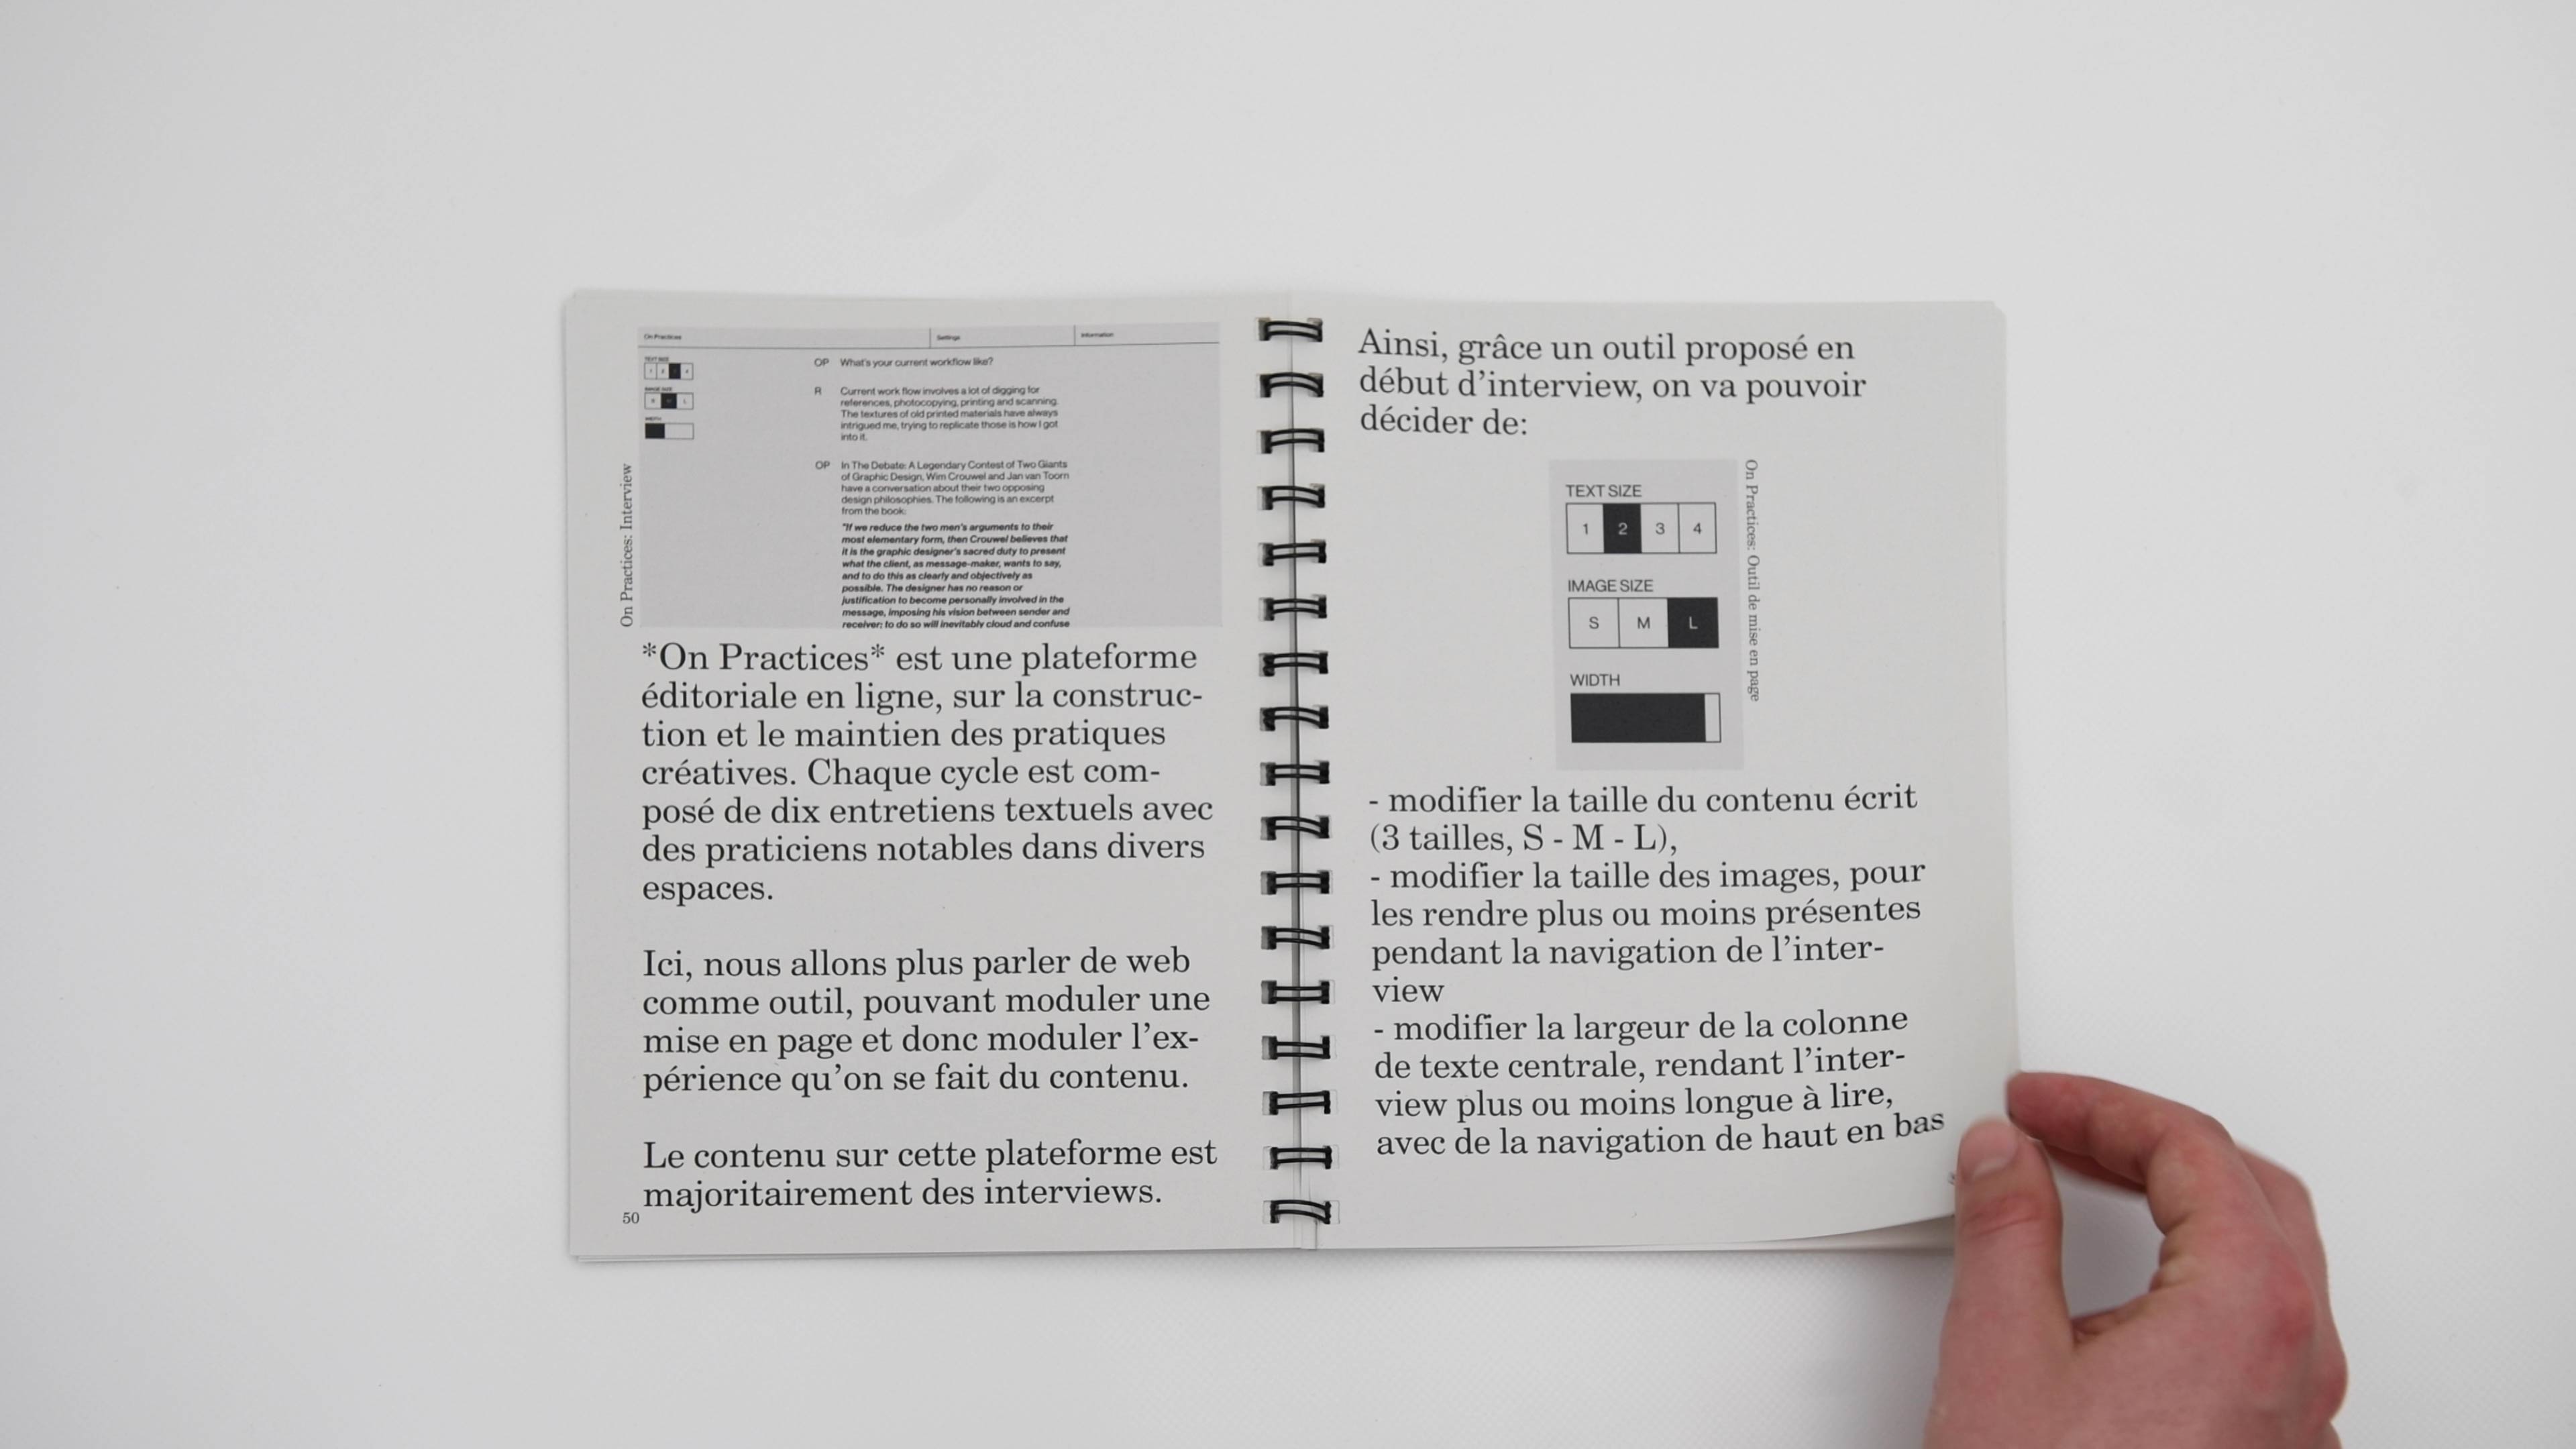 On Practices
Settings
Information
TEXT SIZE
1 2 3 4
IMAGE SIZE
S M L
WIDTH
OP What's your current workflow like?
R Current work flow involves a lot of digging for
references, photocopying, printing and scanning.
The textures of old printed materials have always
intrigued me, trying to replicate those is how I got
into it.
OP In The Debate: A Legendary Contest of Two Giants
of Graphic Design, Wim Crouwel and Jan van Toorn
have a conversation about their two opposing
design philosophies. The following is an excerpt
from the book:
"If we reduce the two men's arguments to their
most elementary form, then Crouwel believes that
it is the graphic designer's sacred duty to present
what the client, as message-maker, wants to say,
and to do this as clearly and objectively as
possible. The designer has no reason or
justification to become personally involved in the
message, imposing his vision between sender and
receiver: to do so will inevitably cloud and confuse
On Practices: Interview
*On Practices* est une plateforme
éditoriale en ligne, sur la construc-
tion et le maintien des pratiques
créatives. Chaque cycle est com-
posé de dix entretiens textuels avec
des praticiens notables dans divers
espaces.
Ici, nous allons plus parler de web
comme outil, pouvant moduler une
mise en page et donc moduler l'ex-
périence qu'on se fait du contenu.
Le contenu sur cette plateforme est
majoritairement des interviews.
50
Ainsi, grâce un outil proposé en
début d'interview, on va pouvoir
décider de:
TEXT SIZE
1 2 3 4
IMAGE SIZE
S M L
WIDTH
On Practices: Outil de mise en page
- modifier la taille du contenu écrit
(3 tailles, S - M - L),
- modifier la taille des images, pour
les rendre plus ou moins présentes
pendant la navigation de l'inter-
view
- modifier la largeur de la colonne
de texte centrale, rendant l'inter-
view plus ou moins longue à lire,
avec de la navigation de haut en bas